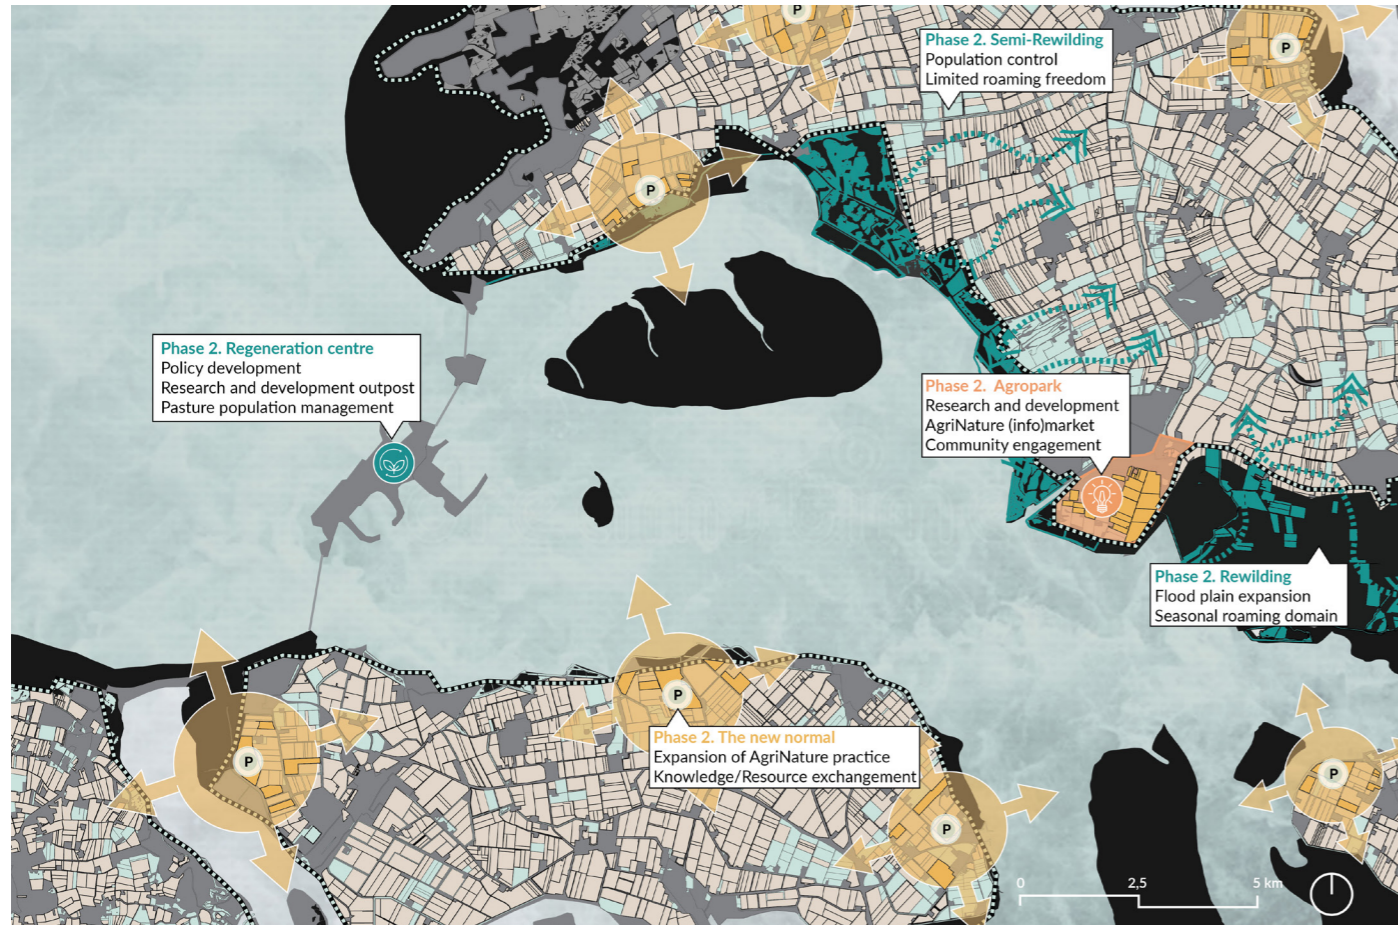 P
Phase 2. Semi-Rewilding
Population control
Limited roaming freedom
P
P
Phase 2. Regeneration centre
Policy development
Research and development outpost
Pasture population management
Phase 2.  Agropark
Research and development
AgriNature (info)market
Community engagement
Phase 2. Rewilding
Flood plain expansion
Seasonal roaming domain
P
Phase 2. The new normal
Expansion of AgriNature practice
Knowledge/Resource exchangement
P
P
P
0 2,5 5 km